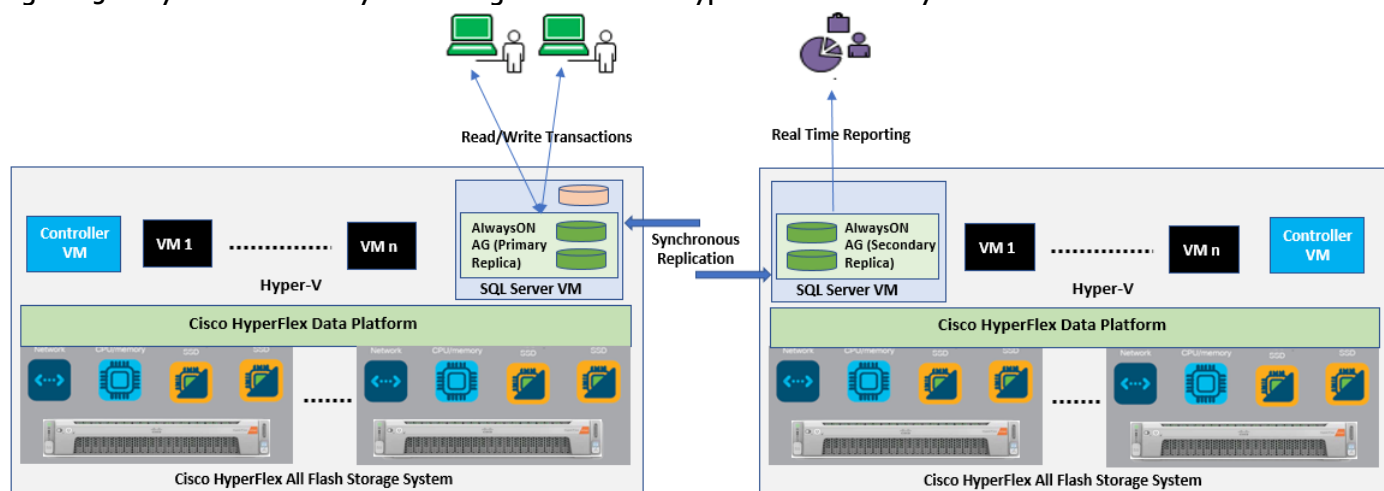 Read/Write Transactions
Real Time Reporting
Controller
VM
VM 1
VM n
Hyper-V
AlwaysON
AG (Primary
Replica)
SQL Server VM
Synchronous
Replication
AlwaysON
AG (Secondary
Replica)
SQL Server VM
VM 1
VM n
Hyper-V
Controller
VM
Cisco HyperFlex Data Platform
Cisco HyperFlex Data Platform
Network
CPU/memory
SSD
SSD
Network
CPU/memory
SSD
SSD
Network
CPU/memory
SSD
SSD
Network
CPU/memory
SSD
SSD
Cisco HyperFlex All Flash Storage System
Cisco HyperFlex All Flash Storage System